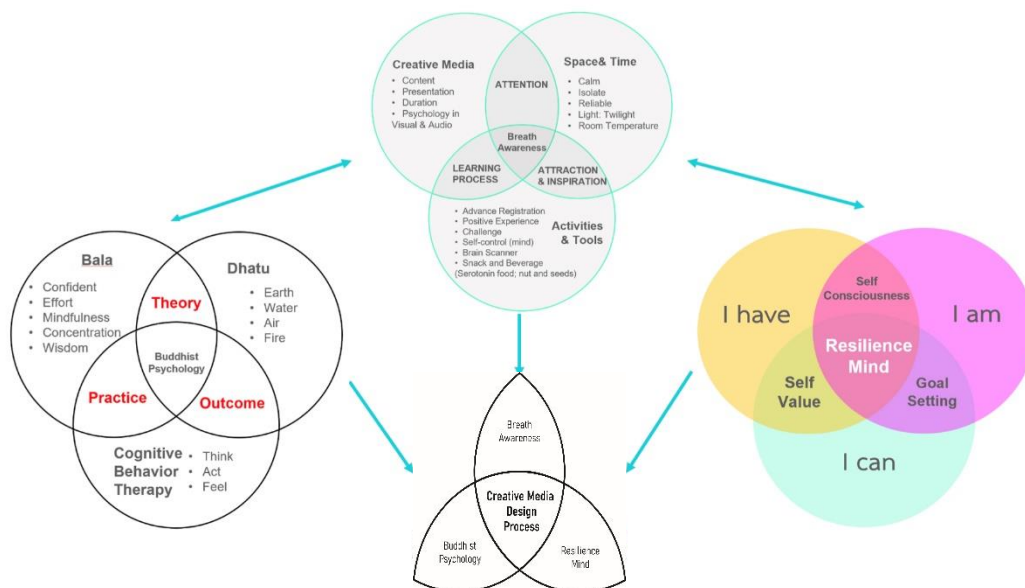 Creative Media
• Content
• Presentation
• Duration
• Psychology in
Visual & Audio
ATTENTION
Space& Time
• Calm
• Isolate
• Reliable
• Light: Twilight
• Room Temperature
Breath
Awareness
LEARNING
PROCESS
ATTRACTION
& INSPIRATION
• Advance Registration
• Positive Experience
• Challenge
• Self-control (mind)
• Brain Scanner
• Snack and Beverage
(Serotonin food; nut and seeds)
Activities
& Tools
Bala
• Confident
• Effort
• Mindfulness
• Concentration
• Wisdom
Theory
Dhatu
• Earth
• Water
• Air
• Fire
Buddhist
Psychology
Practice
Outcome
Cognitive
Behavior
Therapy
• Think
• Act
• Feel
Breath
Awareness
Creative Media
Design
Process
Buddhist
Psychology
Resilience
Mind
I have
Self
Consciousness
I am
Resilience
Mind
Self
Value
Goal
Setting
I can